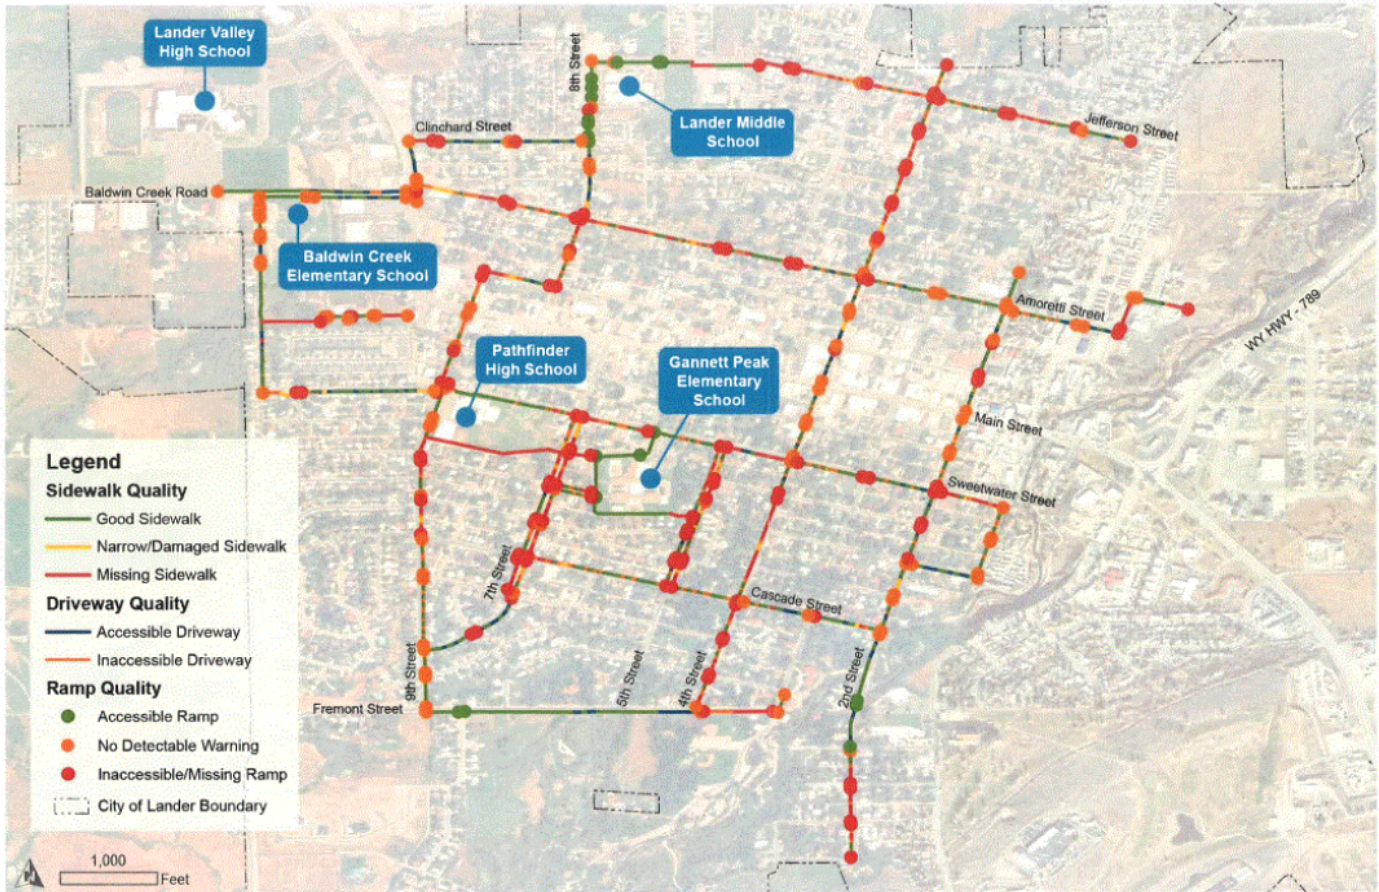 Lander Valley
High School
8th Street
Clinchard Street
Lander Middle
School
Jefferson Street
Baldwin Creek Road
Baldwin Creek
Elementary School
Amoretti Street
WY HWY - 789
Pathfinder
High School
Gannett Peak
Elementary
School
Main Street
Sweetwater Street
7th Street
Cascade Street
9th Street
5th Street
4th Street
2nd Street
Fremont Street
Legend
Sidewalk Quality
Good Sidewalk
Narrow/Damaged Sidewalk
Missing Sidewalk
Driveway Quality
Accessible Driveway
Inaccessible Driveway
Ramp Quality
Accessible Ramp
No Detectable Warning
Inaccessible/Missing Ramp
City of Lander Boundary
1,000
Feet